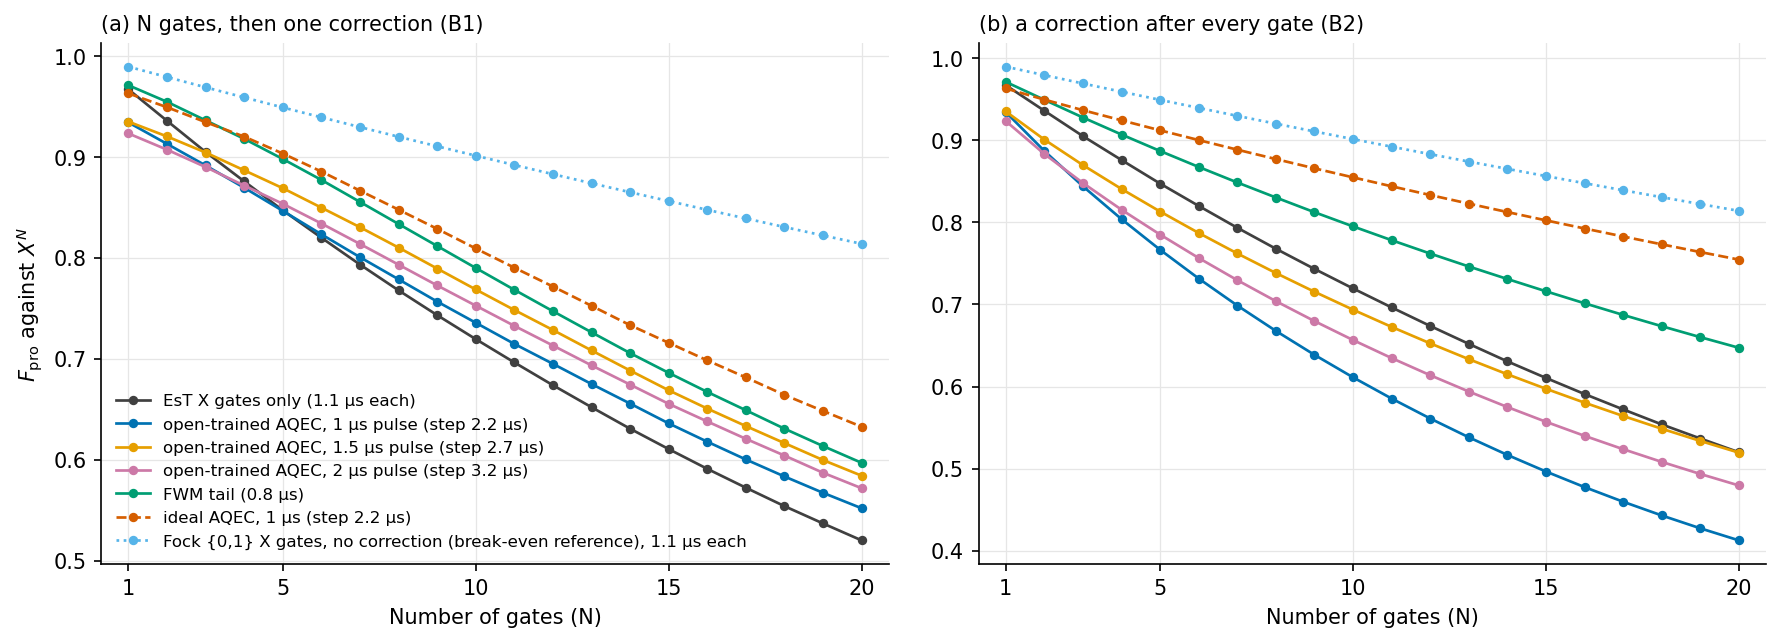 (a) N gates, then one correction (B1)
1.0
0.9
0.8
0.7
0.6
0.5
F_pro against X^N
EsT X gates only (1.1 µs each)
open-trained AQEC, 1 µs pulse (step 2.2 µs)
open-trained AQEC, 1.5 µs pulse (step 2.7 µs)
open-trained AQEC, 2 µs pulse (step 3.2 µs)
FWM tail (0.8 µs)
ideal AQEC, 1 µs (step 2.2 µs)
Fock {0,1} X gates, no correction (break-even reference), 1.1 µs each
1 5 10 15 20
Number of gates (N)
(b) a correction after every gate (B2)
1.0
0.9
0.8
0.7
0.6
0.5
0.4
1 5 10 15 20
Number of gates (N)